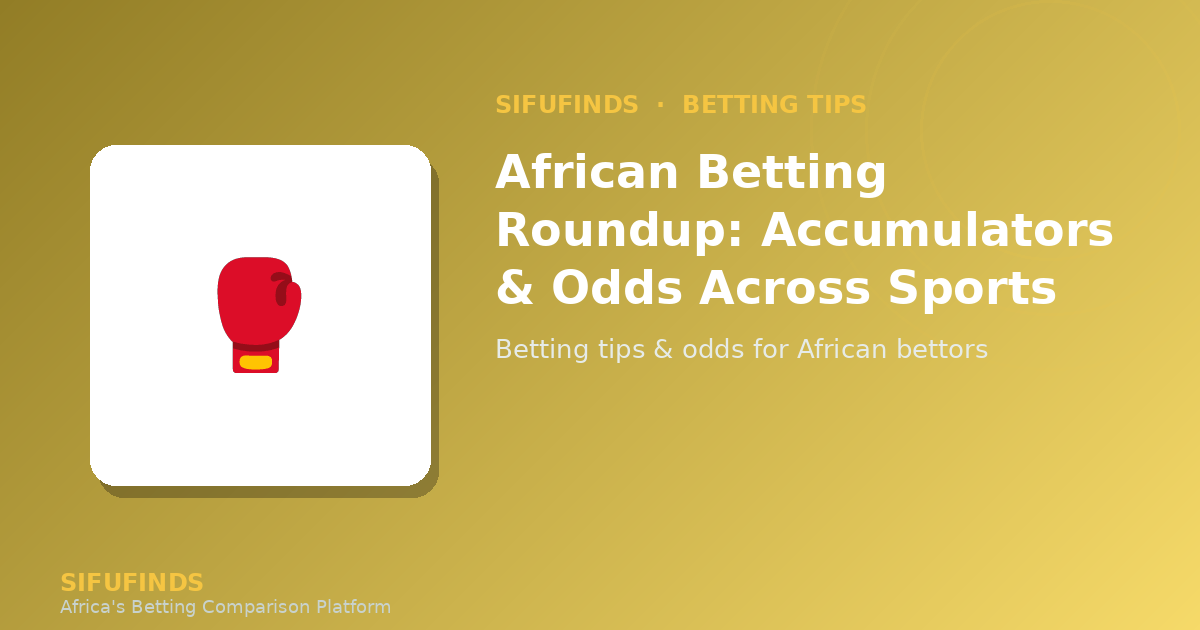 SIFUFINDS · BETTING TIPS
African Betting
Roundup: Accumulators
& Odds Across Sports
Betting tips & odds for African bettors
SIFUFINDS
Africa's Betting Comparison Platform